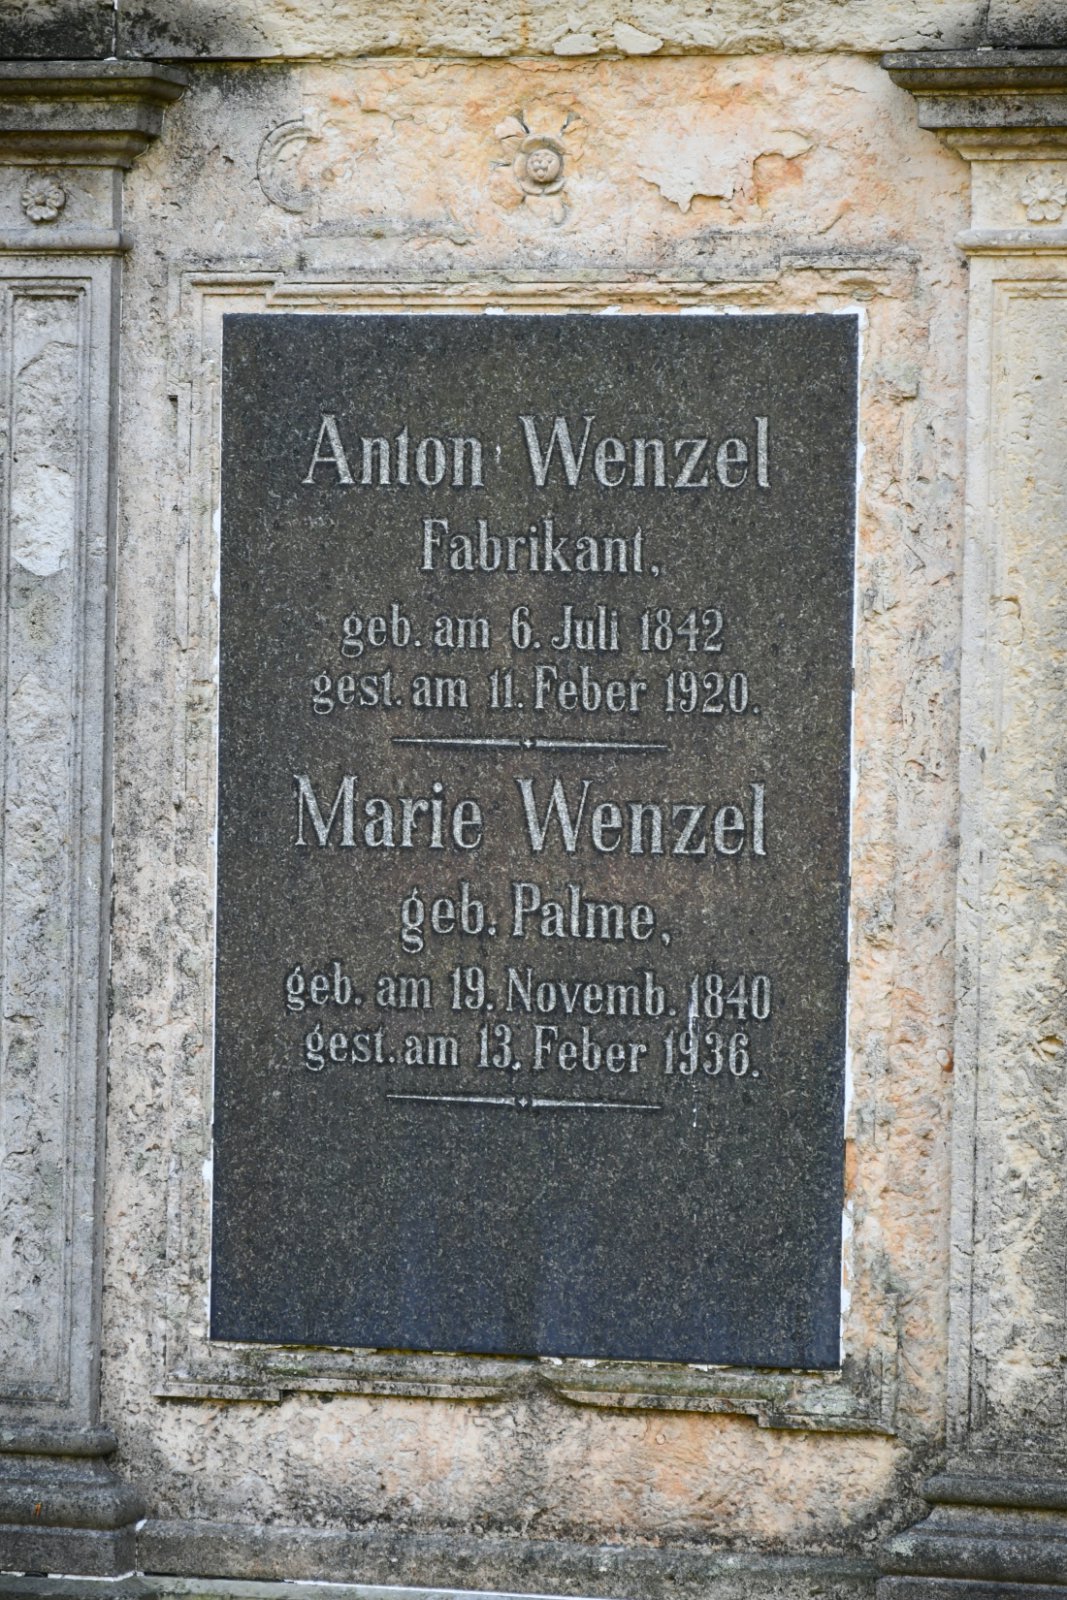 Anton Wenzel
Fabrikant,
geb. am 6. Juli 1842
gest. am 11. Feber 1920.
Marie Wenzel
geb. Palme,
geb. am 19. Novemb. 1840
gest. am 13. Feber 1936.